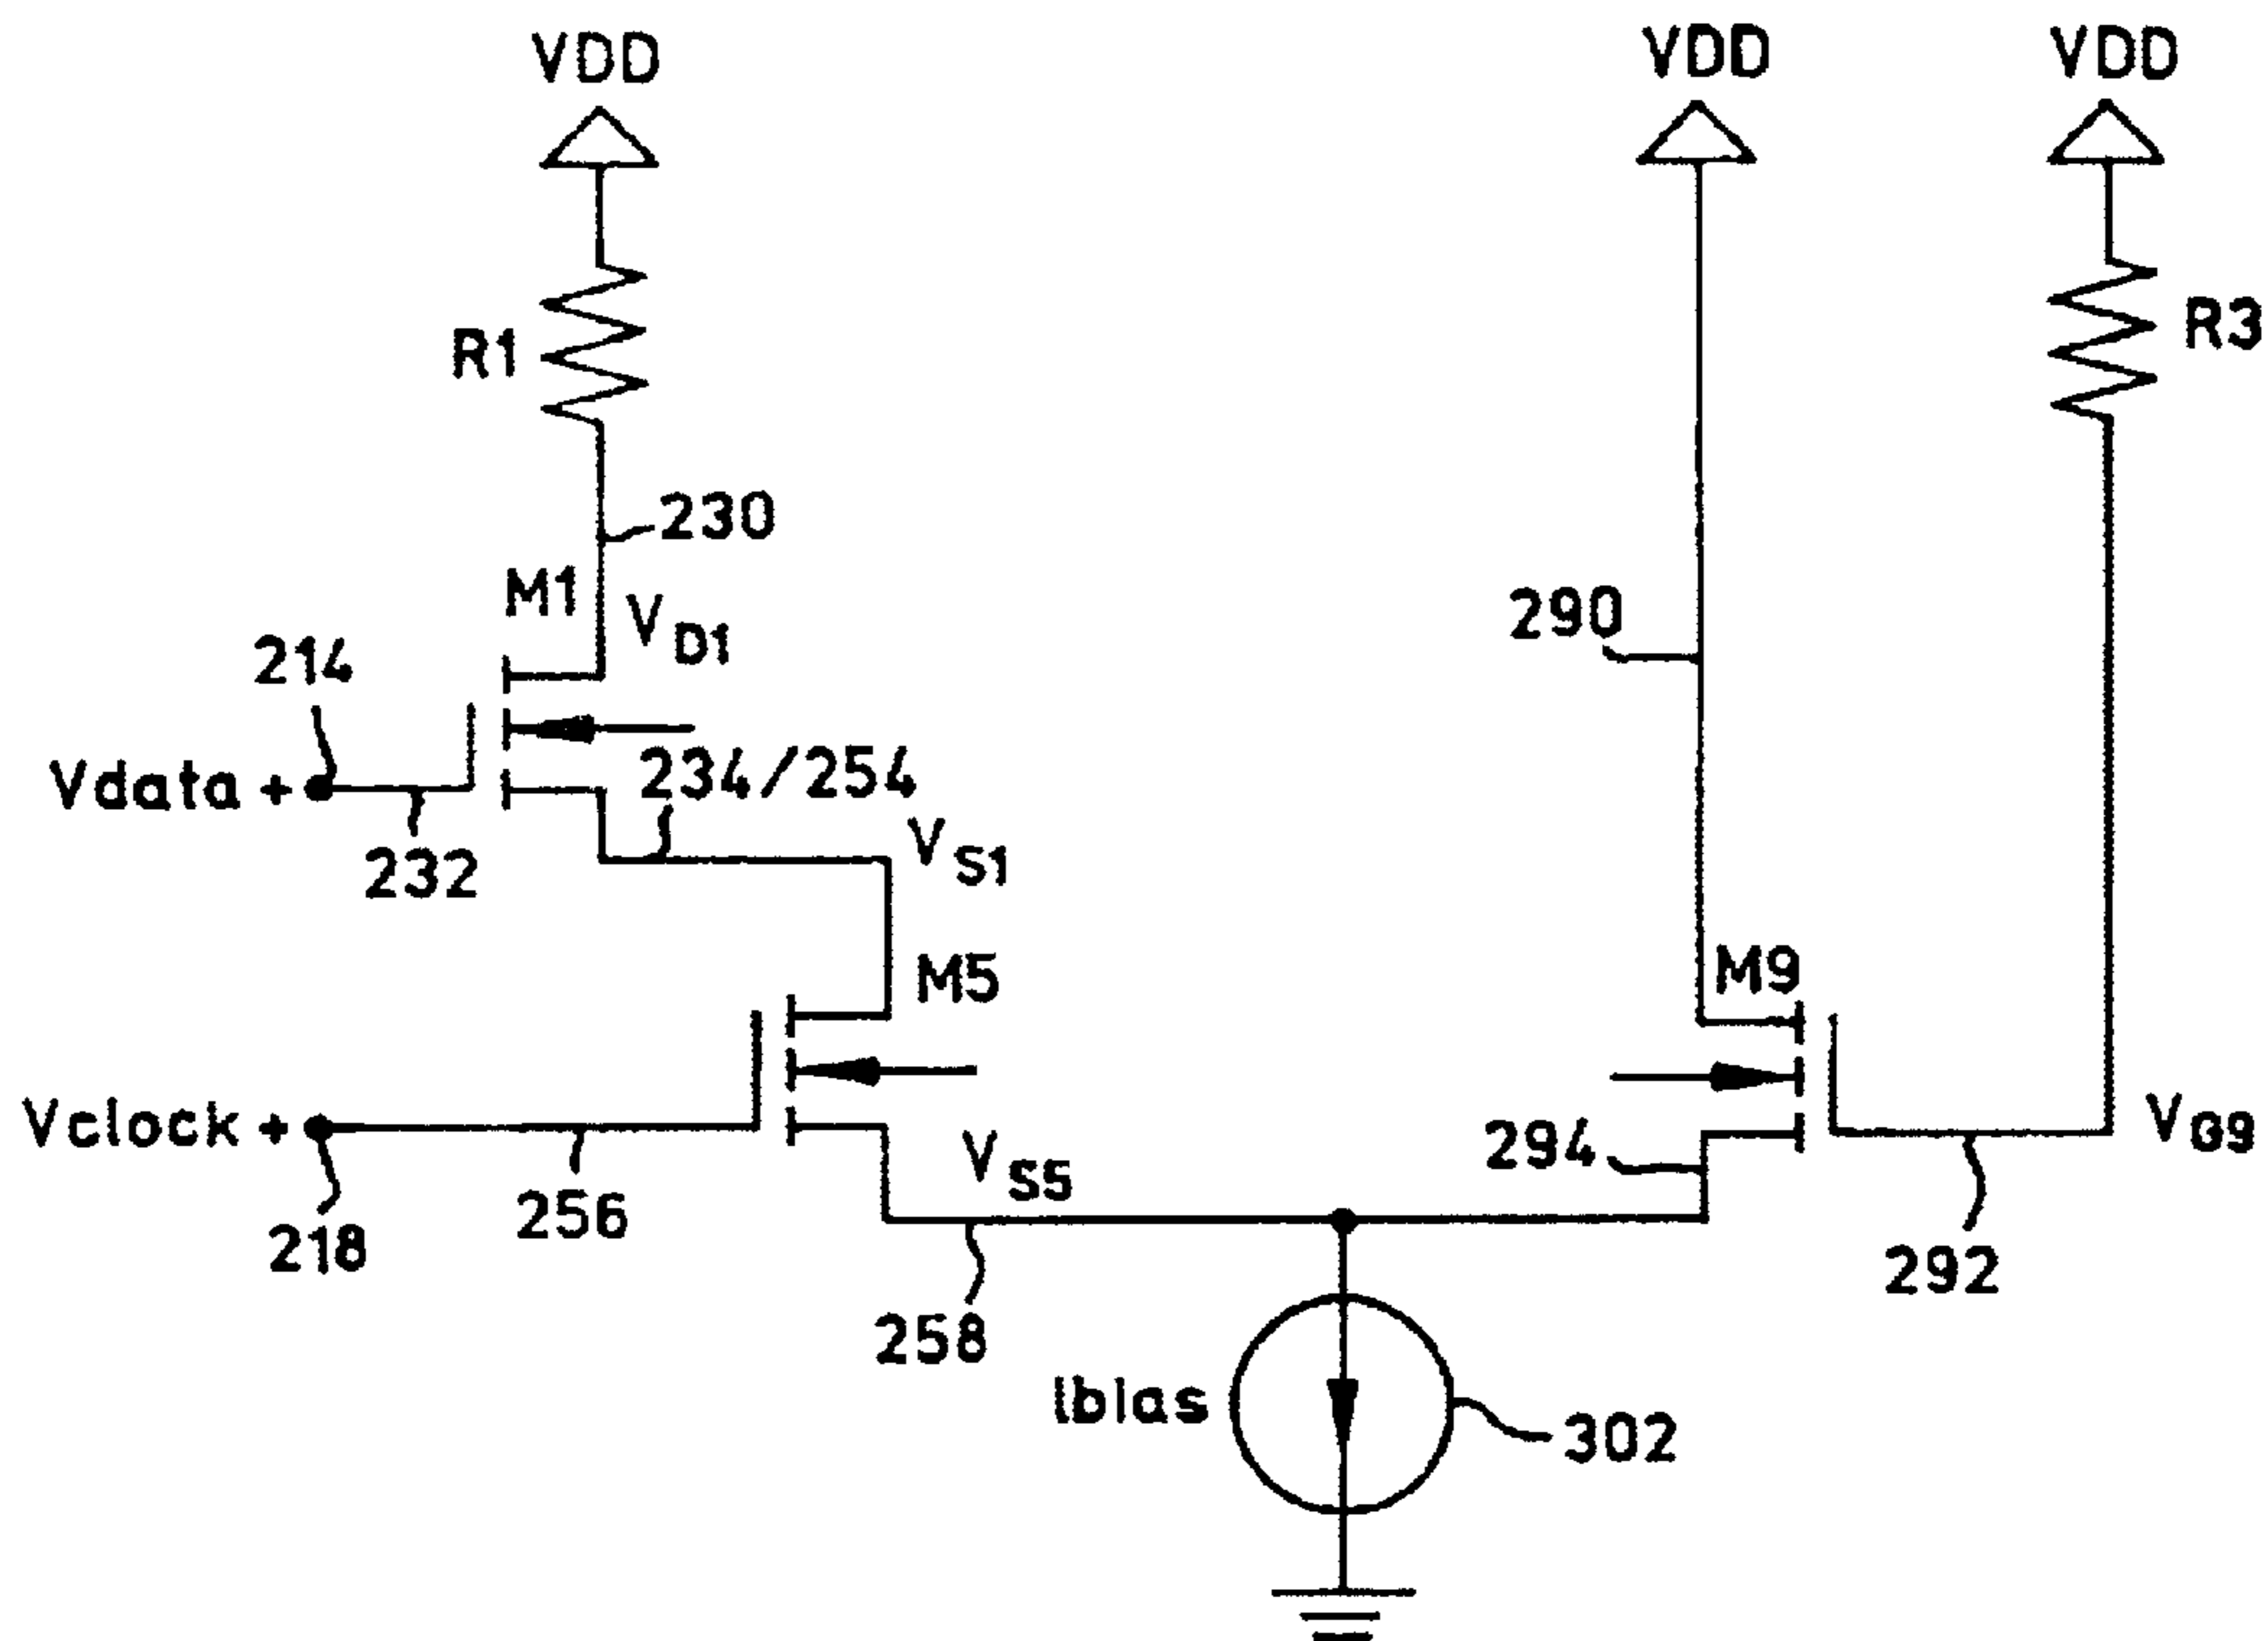 VDD
VDD
VDD
R1
R3
230
M1
VD1
290
214
Vdata +
234/254
232
VS1
M5
M9
Vclock +
VS5
294
VG9
256
218
292
258
Ibias
302